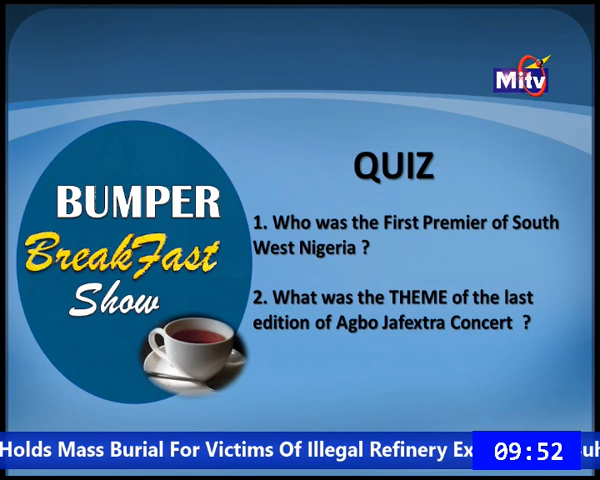 Mitv
QUIZ
BUMPER
BreakFast
Show
1. Who was the First Premier of South
West Nigeria ?
2. What was the THEME of the last
edition of Agbo Jafextra Concert ?
Holds Mass Burial For Victims Of Illegal Refinery
09:52